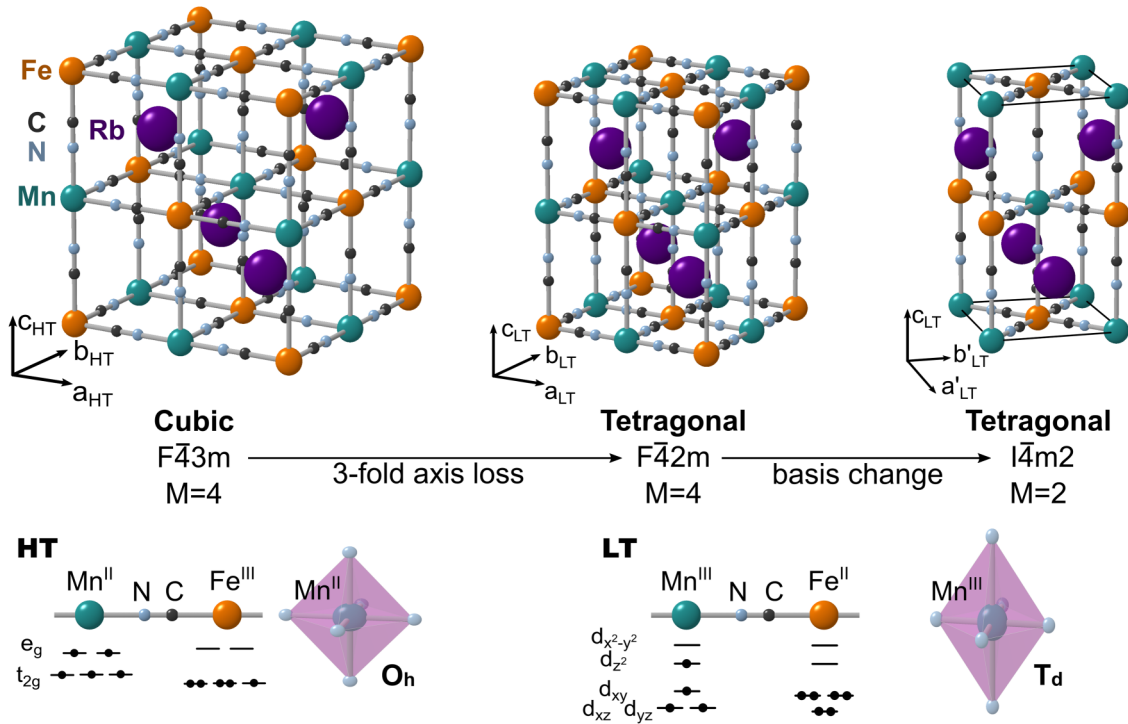 Fe
C
N
Rb
Mn
c_HT
b_HT
a_HT
c_LT
b_LT
a_LT
c_LT
b'_LT
a'_LT
Cubic
F4̅3m
M=4
3-fold axis loss
Tetragonal
F4̅2m
M=4
basis change
Tetragonal
I4̅m2
M=2
HT
Mn^II N C Fe^III
e_g
t_2g
Mn^II
O_h
LT
Mn^III N C Fe^II
d_x²-y²
d_z²
d_xy
d_xz d_yz
Mn^III
T_d